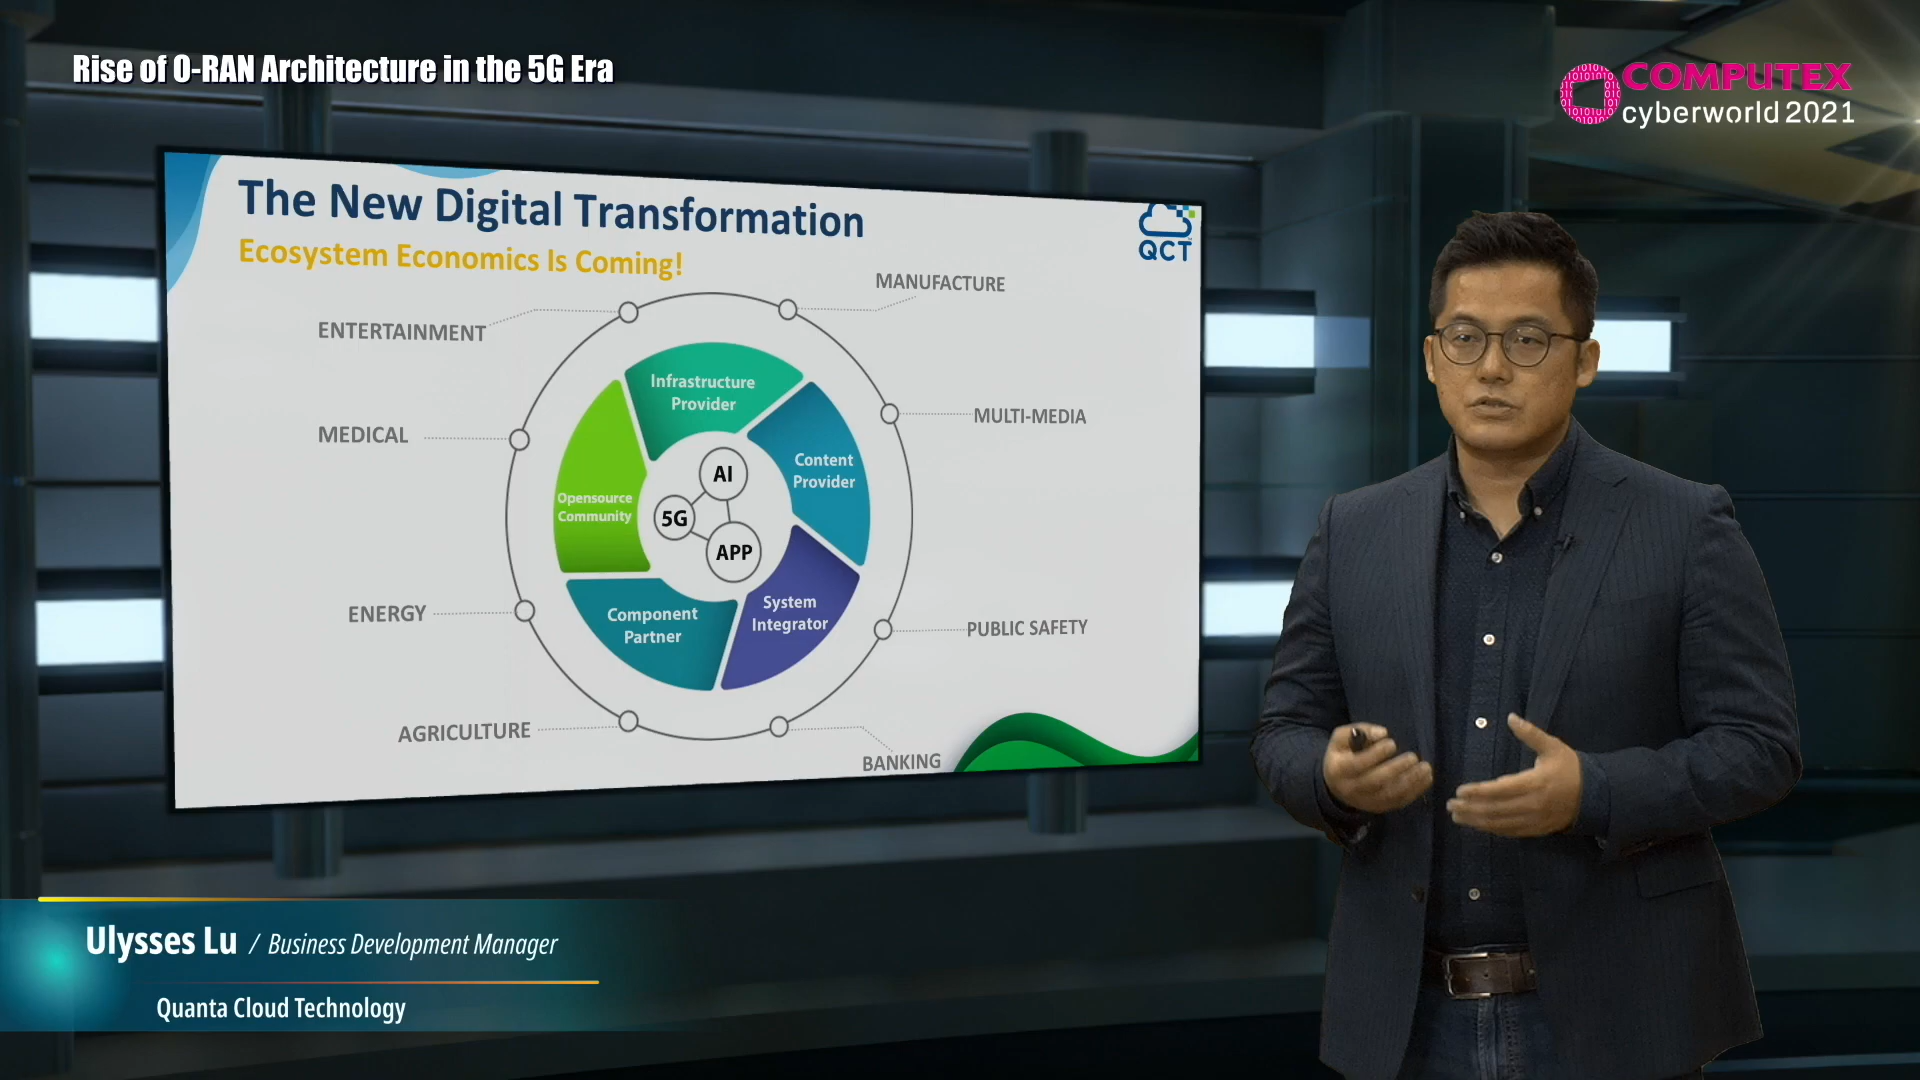 Rise of O-RAN Architecture in the 5G Era
COMPUTEX
cyberworld 2021
The New Digital Transformation
Ecosystem Economics Is Coming!
QCT
MANUFACTURE
ENTERTAINMENT
MULTI-MEDIA
MEDICAL
PUBLIC SAFETY
ENERGY
AGRICULTURE
BANKING
Infrastructure
Provider
Content
Provider
Opensource
Community
Component
Partner
System
Integrator
AI
5G
APP
Ulysses Lu / Business Development Manager
Quanta Cloud Technology